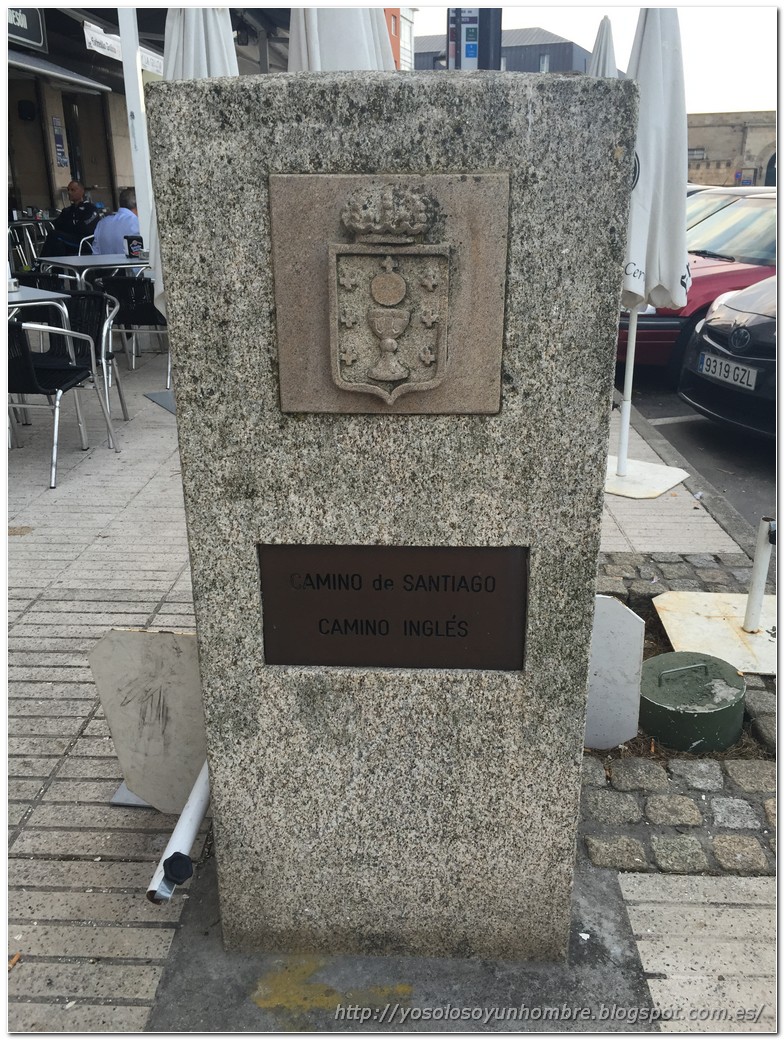 CAMINO de SANTIAGO
CAMINO INGLÉS
9319 GZL
http://yosolosoyunhombre.blogspot.com.es/